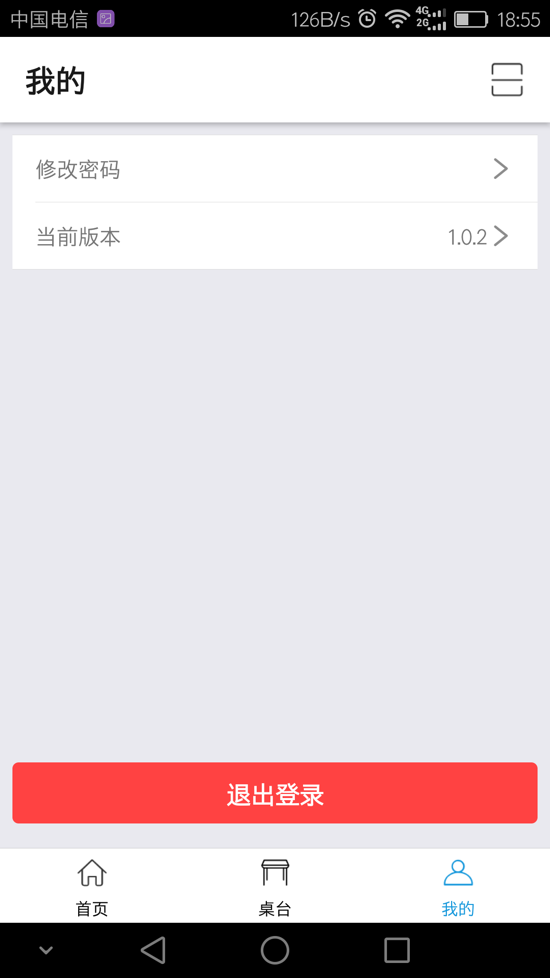 中国电信 126B/s 4G 2G 18:55
我的
修改密码
当前版本 1.0.2
退出登录
首页 桌台 我的